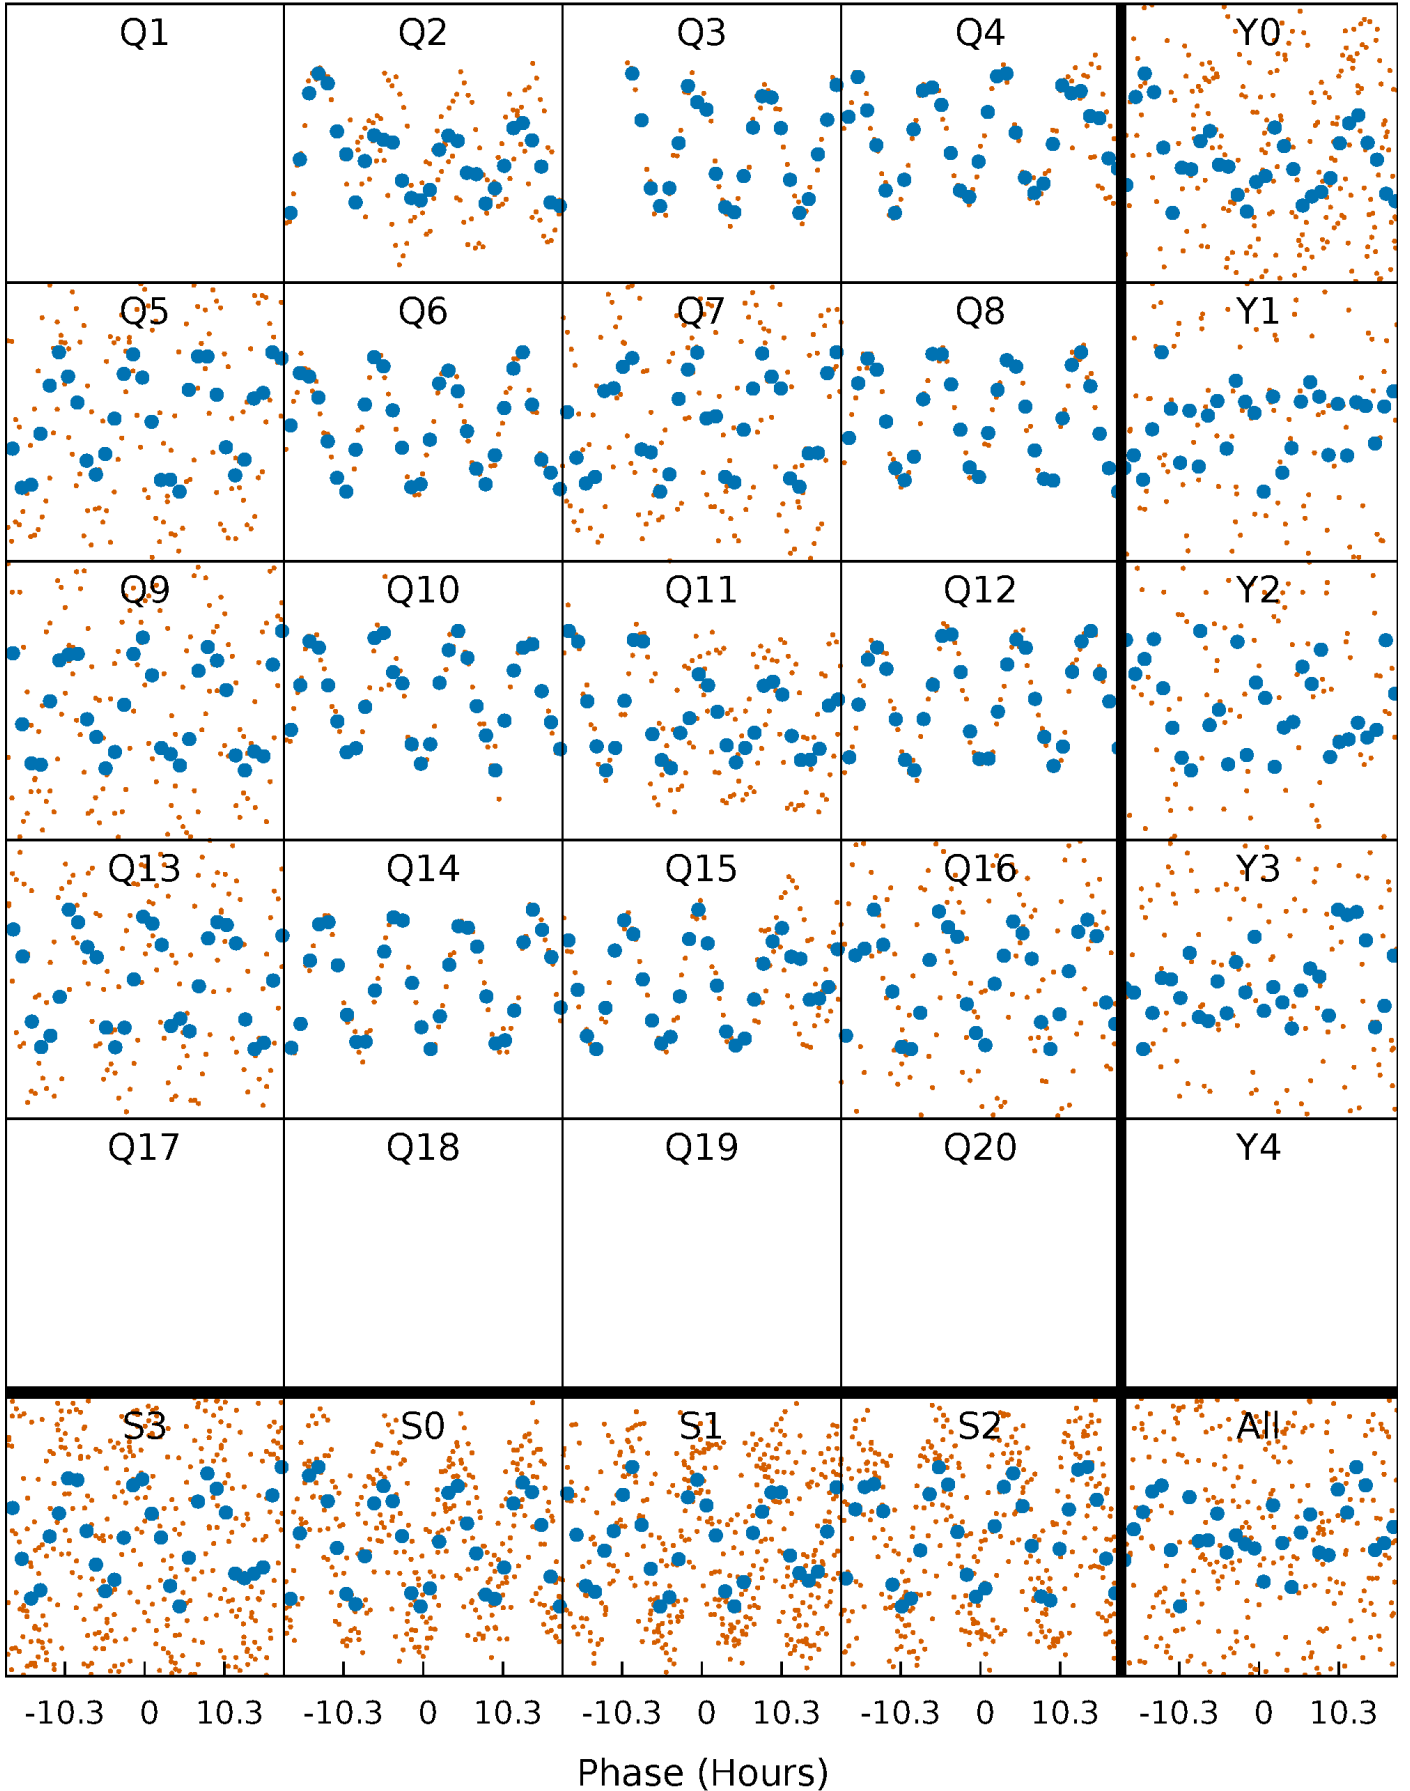 Q1 Q2 Q3 Q4 Y0
Q5 Q6 Q7 Q8 Y1
Q9 Q10 Q11 Q12 Y2
Q13 Q14 Q15 Q16 Y3
Q17 Q18 Q19 Q20 Y4
S3 S0 S1 S2 All
-10.3 0 10.3 -10.3 0 10.3 -10.3 0 10.3 -10.3 0 10.3 -10.3 0 10.3
Phase (Hours)